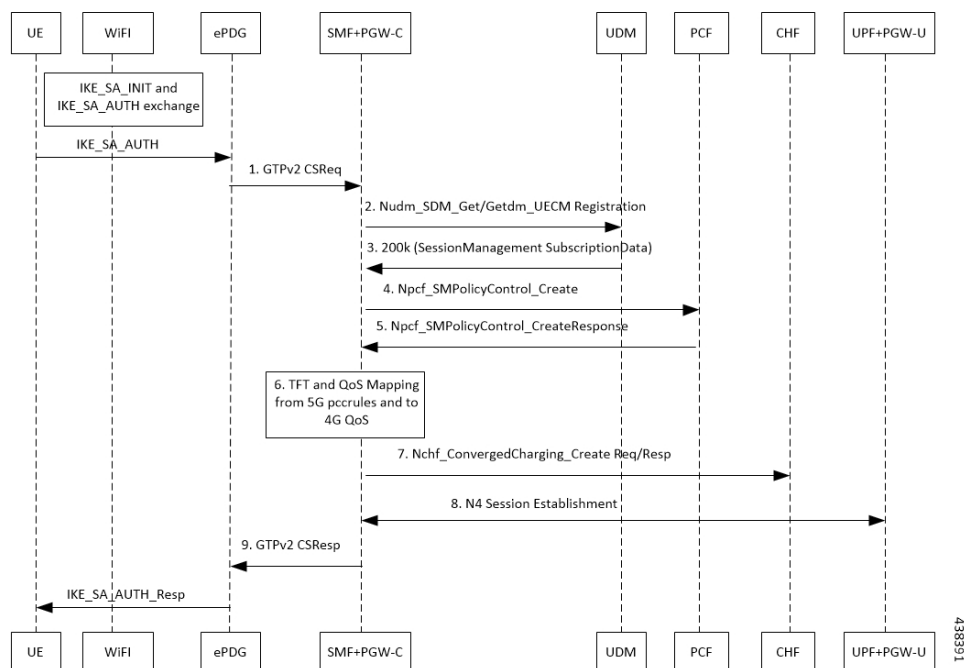 UE WiFI ePDG SMF+PGW-C UDM PCF CHF UPF+PGW-U
IKE_SA_INIT and
IKE_SA_AUTH exchange
IKE_SA_AUTH
1. GTPv2 CSReq
2. Nudm_SDM_Get/Getdm_UECM Registration
3. 200k (SessionManagement SubscriptionData)
4. Npcf_SMPolicyControl_Create
5. Npcf_SMPolicyControl_CreateResponse
6. TFT and QoS Mapping
from 5G pccrules and to
4G QoS
7. Nchf_ConvergedCharging_Create Req/Resp
8. N4 Session Establishment
9. GTPv2 CSResp
IKE_SA_AUTH_Resp
UE WiFI ePDG SMF+PGW-C UDM PCF CHF UPF+PGW-U
438391